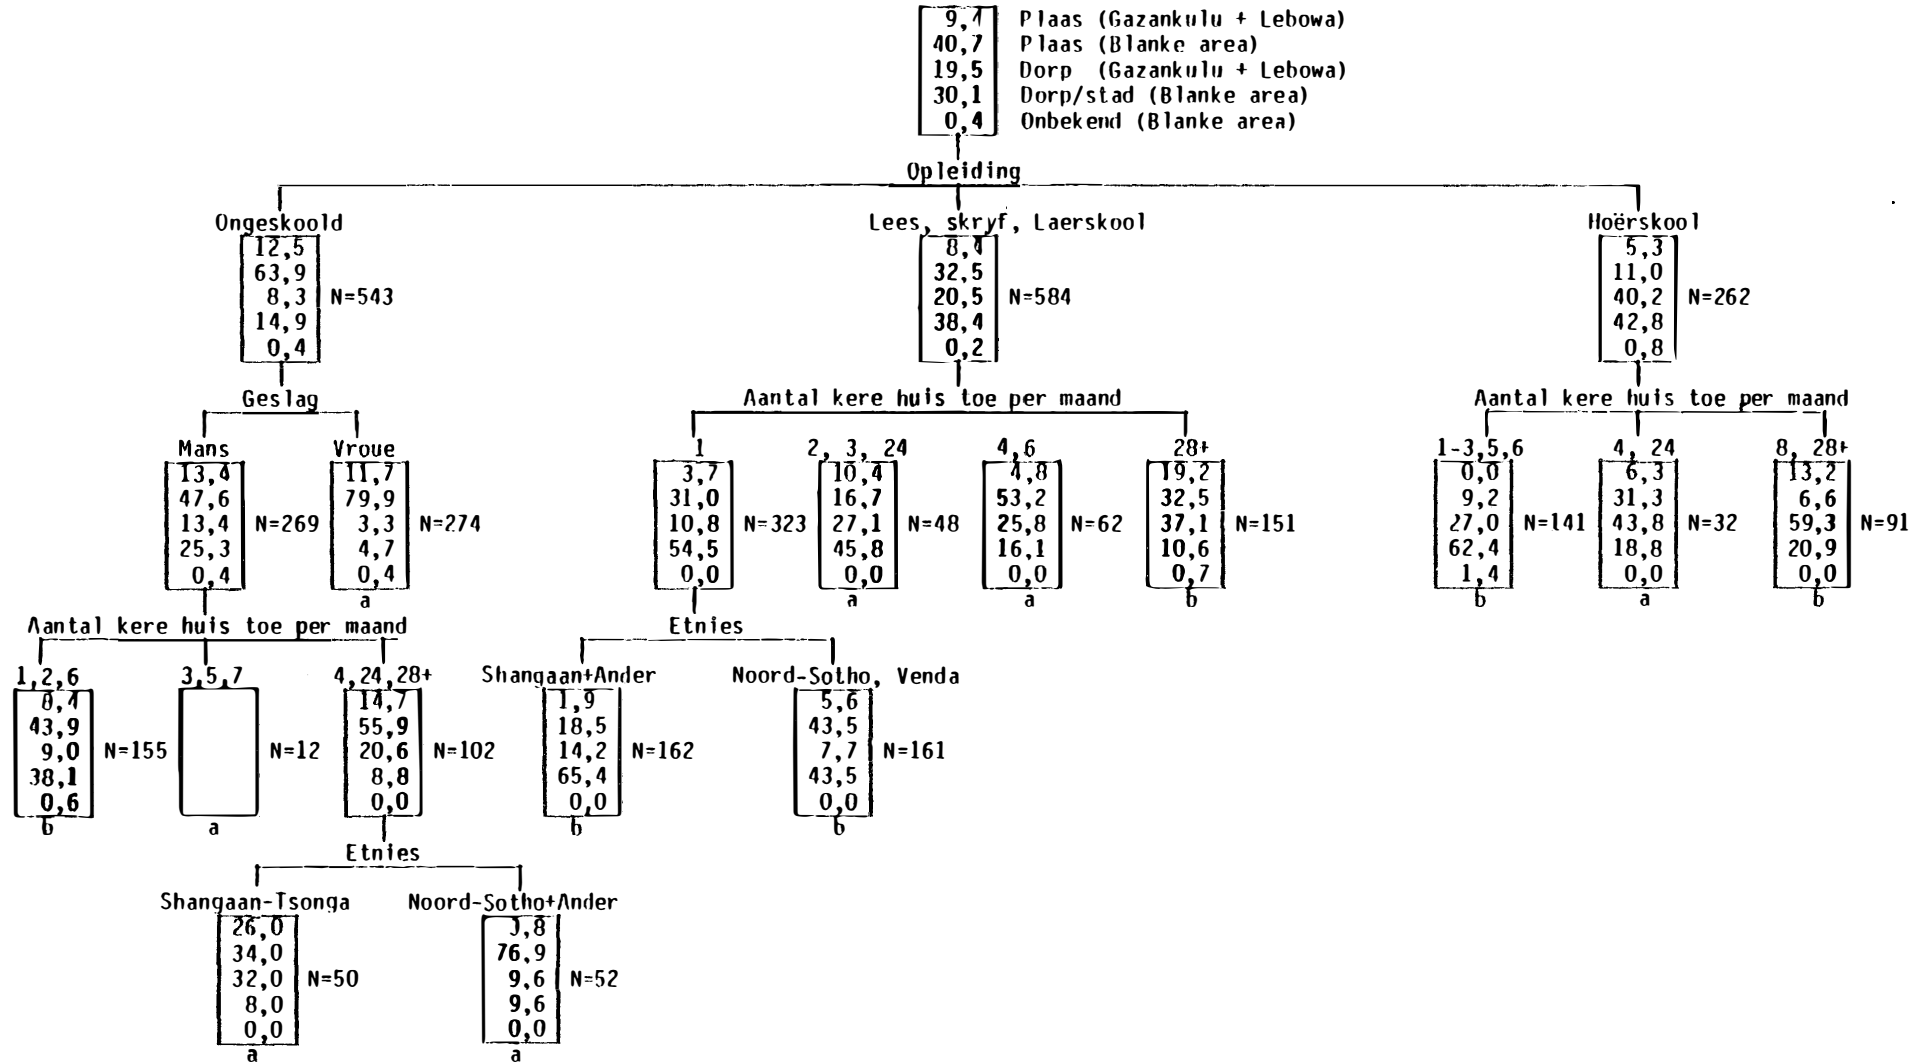 9,4 Plaas (Gazankulu + Lebowa)
40,7 Plaas (Blanke area)
19,5 Dorp (Gazankulu + Lebowa)
30,1 Dorp/stad (Blanke area)
0,4 Onbekend (Blanke area)
Opleiding
Ongeskoold Lees, skryf, Laerskool Hoërskool
12,5 8,4 5,3
63,9 32,5 11,0
8,3 N=543 20,5 N=584 40,2 N=262
14,9 38,4 42,8
0,4 0,2 0,8
Geslag Aantal kere huis toe per maand Aantal kere huis toe per maand
Mans Vroue 1 2, 3, 24 4,6 28+ 1-3,5,6 4, 24 8, 28+
13,4 11,7 3,7 10,4 4,8 19,2 0,0 6,3 13,2
47,6 79,9 31,0 16,7 53,2 32,5 9,2 31,3 6,6
13,4 N=269 3,3 N=274 10,8 N=323 27,1 N=48 25,8 N=62 37,1 N=151 27,0 N=141 43,8 N=32 59,3 N=91
25,3 4,7 54,5 45,8 16,1 10,6 62,4 18,8 20,9
0,4 0,4 0,0 0,0 0,0 0,7 1,4 0,0 0,0
a a a b b a b
Aantal kere huis toe per maand Etnies
1,2,6 3,5,7 4,24,28+ Shangaan+Ander Noord-Sotho, Venda
8,4 14,7 1,9 5,6
43,9 55,9 18,5 43,5
9,0 N=155 N=12 20,6 N=102 14,2 N=162 7,7 N=161
38,1 8,8 65,4 43,5
0,6 0,0 0,0 0,0
b a b b
Etnies
Shangaan-Tsonga Noord-Sotho+Ander
26,0 3,8
34,0 76,9
32,0 N=50 9,6 N=52
8,0 9,6
0,0 0,0
a a